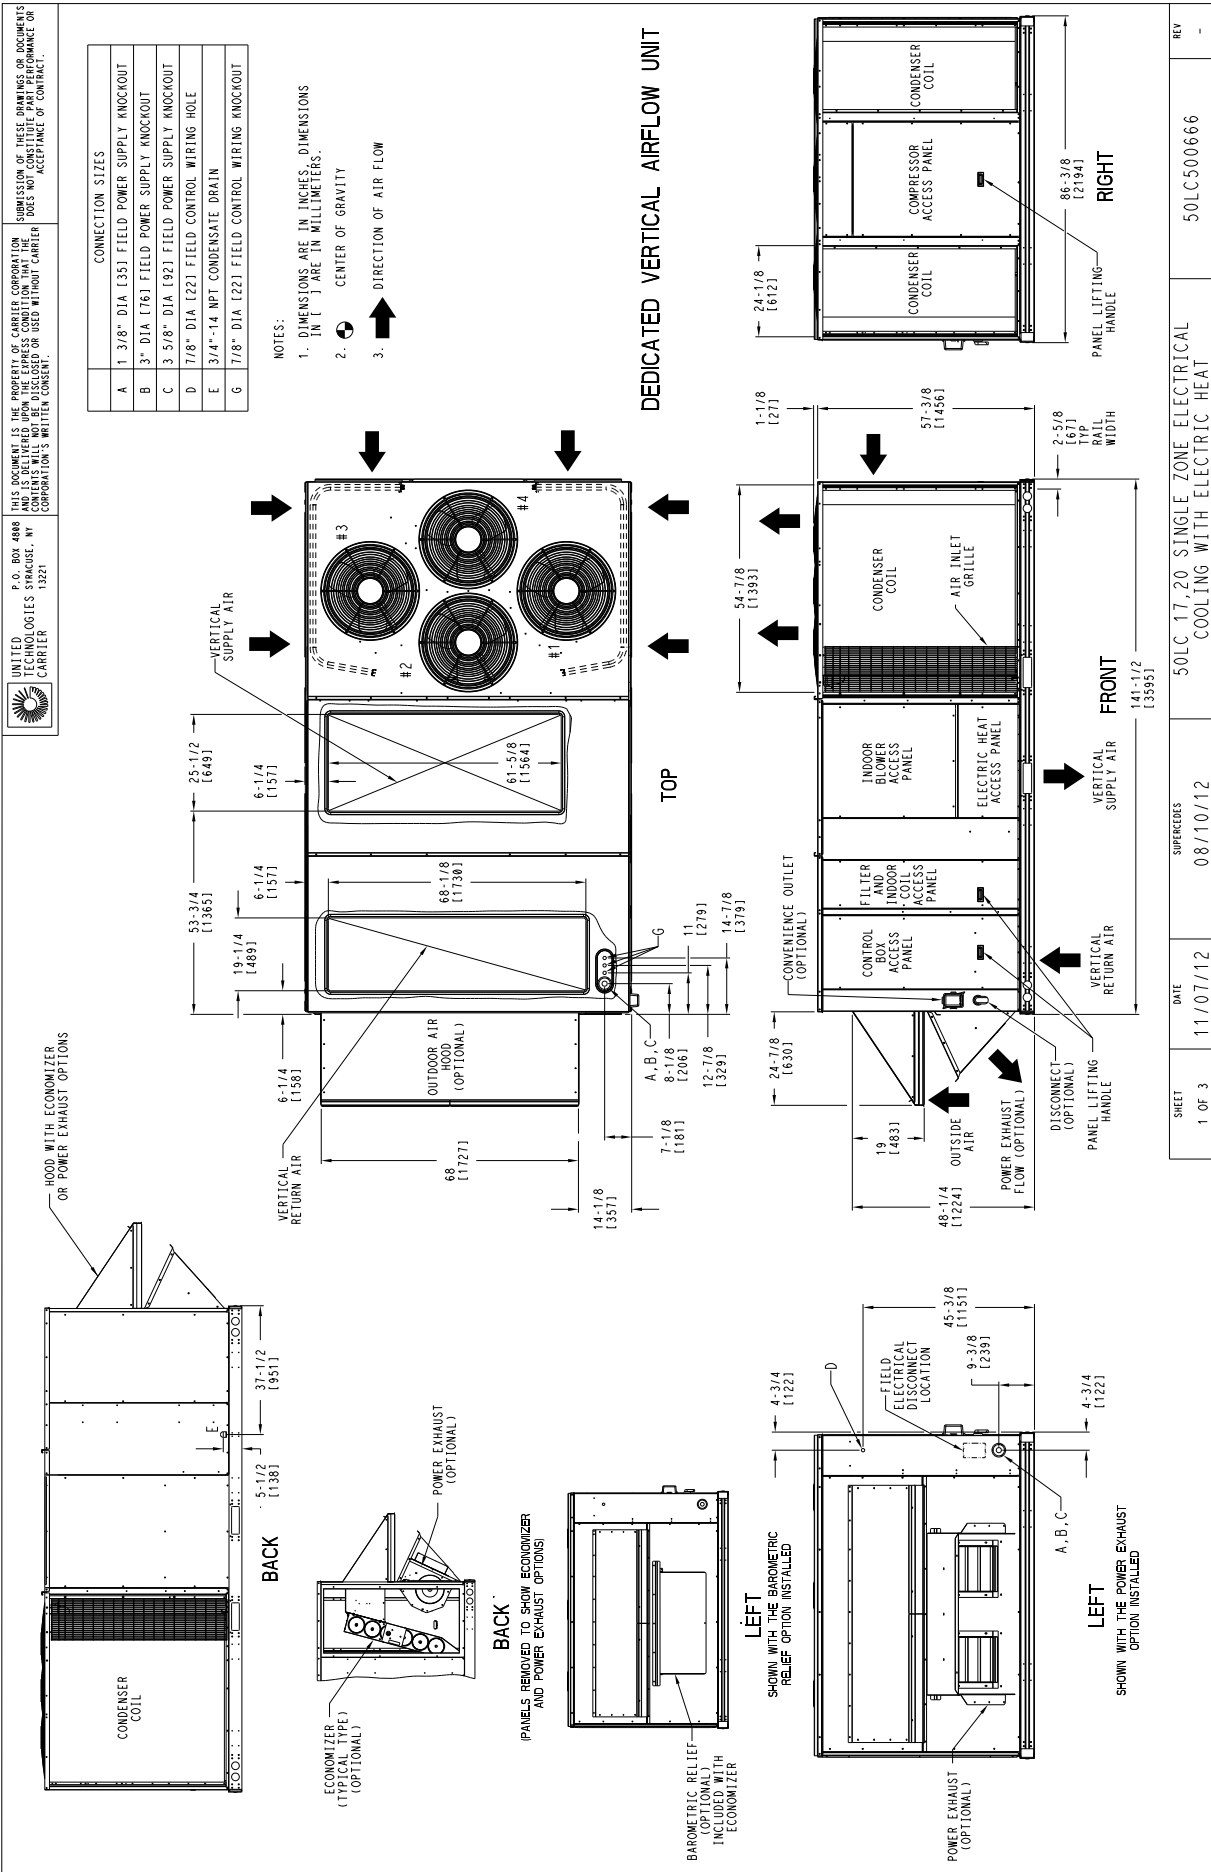 UNITED
TECHNOLOGIES
CARRIER
P.O. BOX 4808
SYRACUSE, NY
13221
THIS DOCUMENT IS THE PROPERTY OF CARRIER CORPORATION
AND IS DELIVERED UPON THE EXPRESS CONDITION THAT THE
CONTENTS WILL NOT BE DISCLOSED OR USED WITHOUT CARRIER
CORPORATION'S WRITTEN CONSENT.
SUBMISSION OF THESE DRAWINGS OR DOCUMENTS
DOES NOT CONSTITUTE PART PERFORMANCE OR
ACCEPTANCE OF CONTRACT.
CONNECTION SIZES
A 1 3/8" DIA [35] FIELD POWER SUPPLY KNOCKOUT
B 3" DIA [76] FIELD POWER SUPPLY KNOCKOUT
C 3 5/8" DIA [92] FIELD POWER SUPPLY KNOCKOUT
D 7/8" DIA [22] FIELD CONTROL WIRING HOLE
E 3/4"-14 NPT CONDENSATE DRAIN
G 7/8" DIA [22] FIELD CONTROL WIRING KNOCKOUT
NOTES:
1. DIMENSIONS ARE IN INCHES, DIMENSIONS
IN [ ] ARE IN MILLIMETERS.
2. CENTER OF GRAVITY
3. DIRECTION OF AIR FLOW
DEDICATED VERTICAL AIRFLOW UNIT
HOOD WITH ECONOMIZER
OR POWER EXHAUST OPTIONS
CONDENSER
COIL
E
37-1/2
[951]
5-1/2
[138]
BACK
ECONOMIZER
(TYPICAL TYPE)
(OPTIONAL)
POWER EXHAUST
(OPTIONAL)
BACK
(PANELS REMOVED TO SHOW ECONOMIZER
AND POWER EXHAUST OPTIONS)
BAROMETRIC RELIEF
(OPTIONAL)
INCLUDED WITH
ECONOMIZER
LEFT
SHOWN WITH THE BAROMETRIC
RELIEF OPTION INSTALLED
4-3/4
[122]
D
FIELD
ELECTRICAL
DISCONNECT
LOCATION
45-3/8
[1151]
9-3/8
[239]
4-3/4
[122]
A,B,C
POWER EXHAUST
(OPTIONAL)
LEFT
SHOWN WITH THE POWER EXHAUST
OPTION INSTALLED
VERTICAL
SUPPLY AIR
53-3/4
[1365]
25-1/2
[649]
19-1/4
[489]
6-1/4
[157]
6-1/4
[157]
6-1/4
[158]
68-1/8
[1730]
61-5/8
[1564]
#3
#2
#4
#1
VERTICAL
RETURN AIR
OUTDOOR AIR
HOOD
(OPTIONAL)
68
[1727]
14-1/8
[357]
7-1/8
[181]
A,B,C
G
8-1/8
[206]
11
[279]
12-7/8
[329]
14-7/8
[379]
TOP
CONVENIENCE OUTLET
(OPTIONAL)
24-7/8
[630]
54-7/8
[1393]
1-1/8
[27]
57-3/8
[1456]
2-5/8
[67]
TYP
RAIL
WIDTH
CONTROL
BOX
ACCESS
PANEL
FILTER
AND
INDOOR
COIL
ACCESS
PANEL
INDOOR
BLOWER
ACCESS
PANEL
ELECTRIC HEAT
ACCESS PANEL
CONDENSER
COIL
AIR INLET
GRILLE
19
[483]
48-1/4
[1224]
OUTSIDE
AIR
POWER EXHAUST
FLOW (OPTIONAL)
DISCONNECT
(OPTIONAL)
PANEL LIFTING
HANDLE
VERTICAL
RETURN AIR
VERTICAL
SUPPLY AIR
FRONT
141-1/2
[3595]
24-1/8
[612]
CONDENSER
COIL
COMPRESSOR
ACCESS PANEL
CONDENSER
COIL
PANEL LIFTING
HANDLE
86-3/8
[2194]
RIGHT
SHEET
1 OF 3
DATE
11/07/12
SUPERCEDES
08/10/12
50LC 17,20 SINGLE ZONE ELECTRICAL
COOLING WITH ELECTRIC HEAT
50LC500666
REV
-